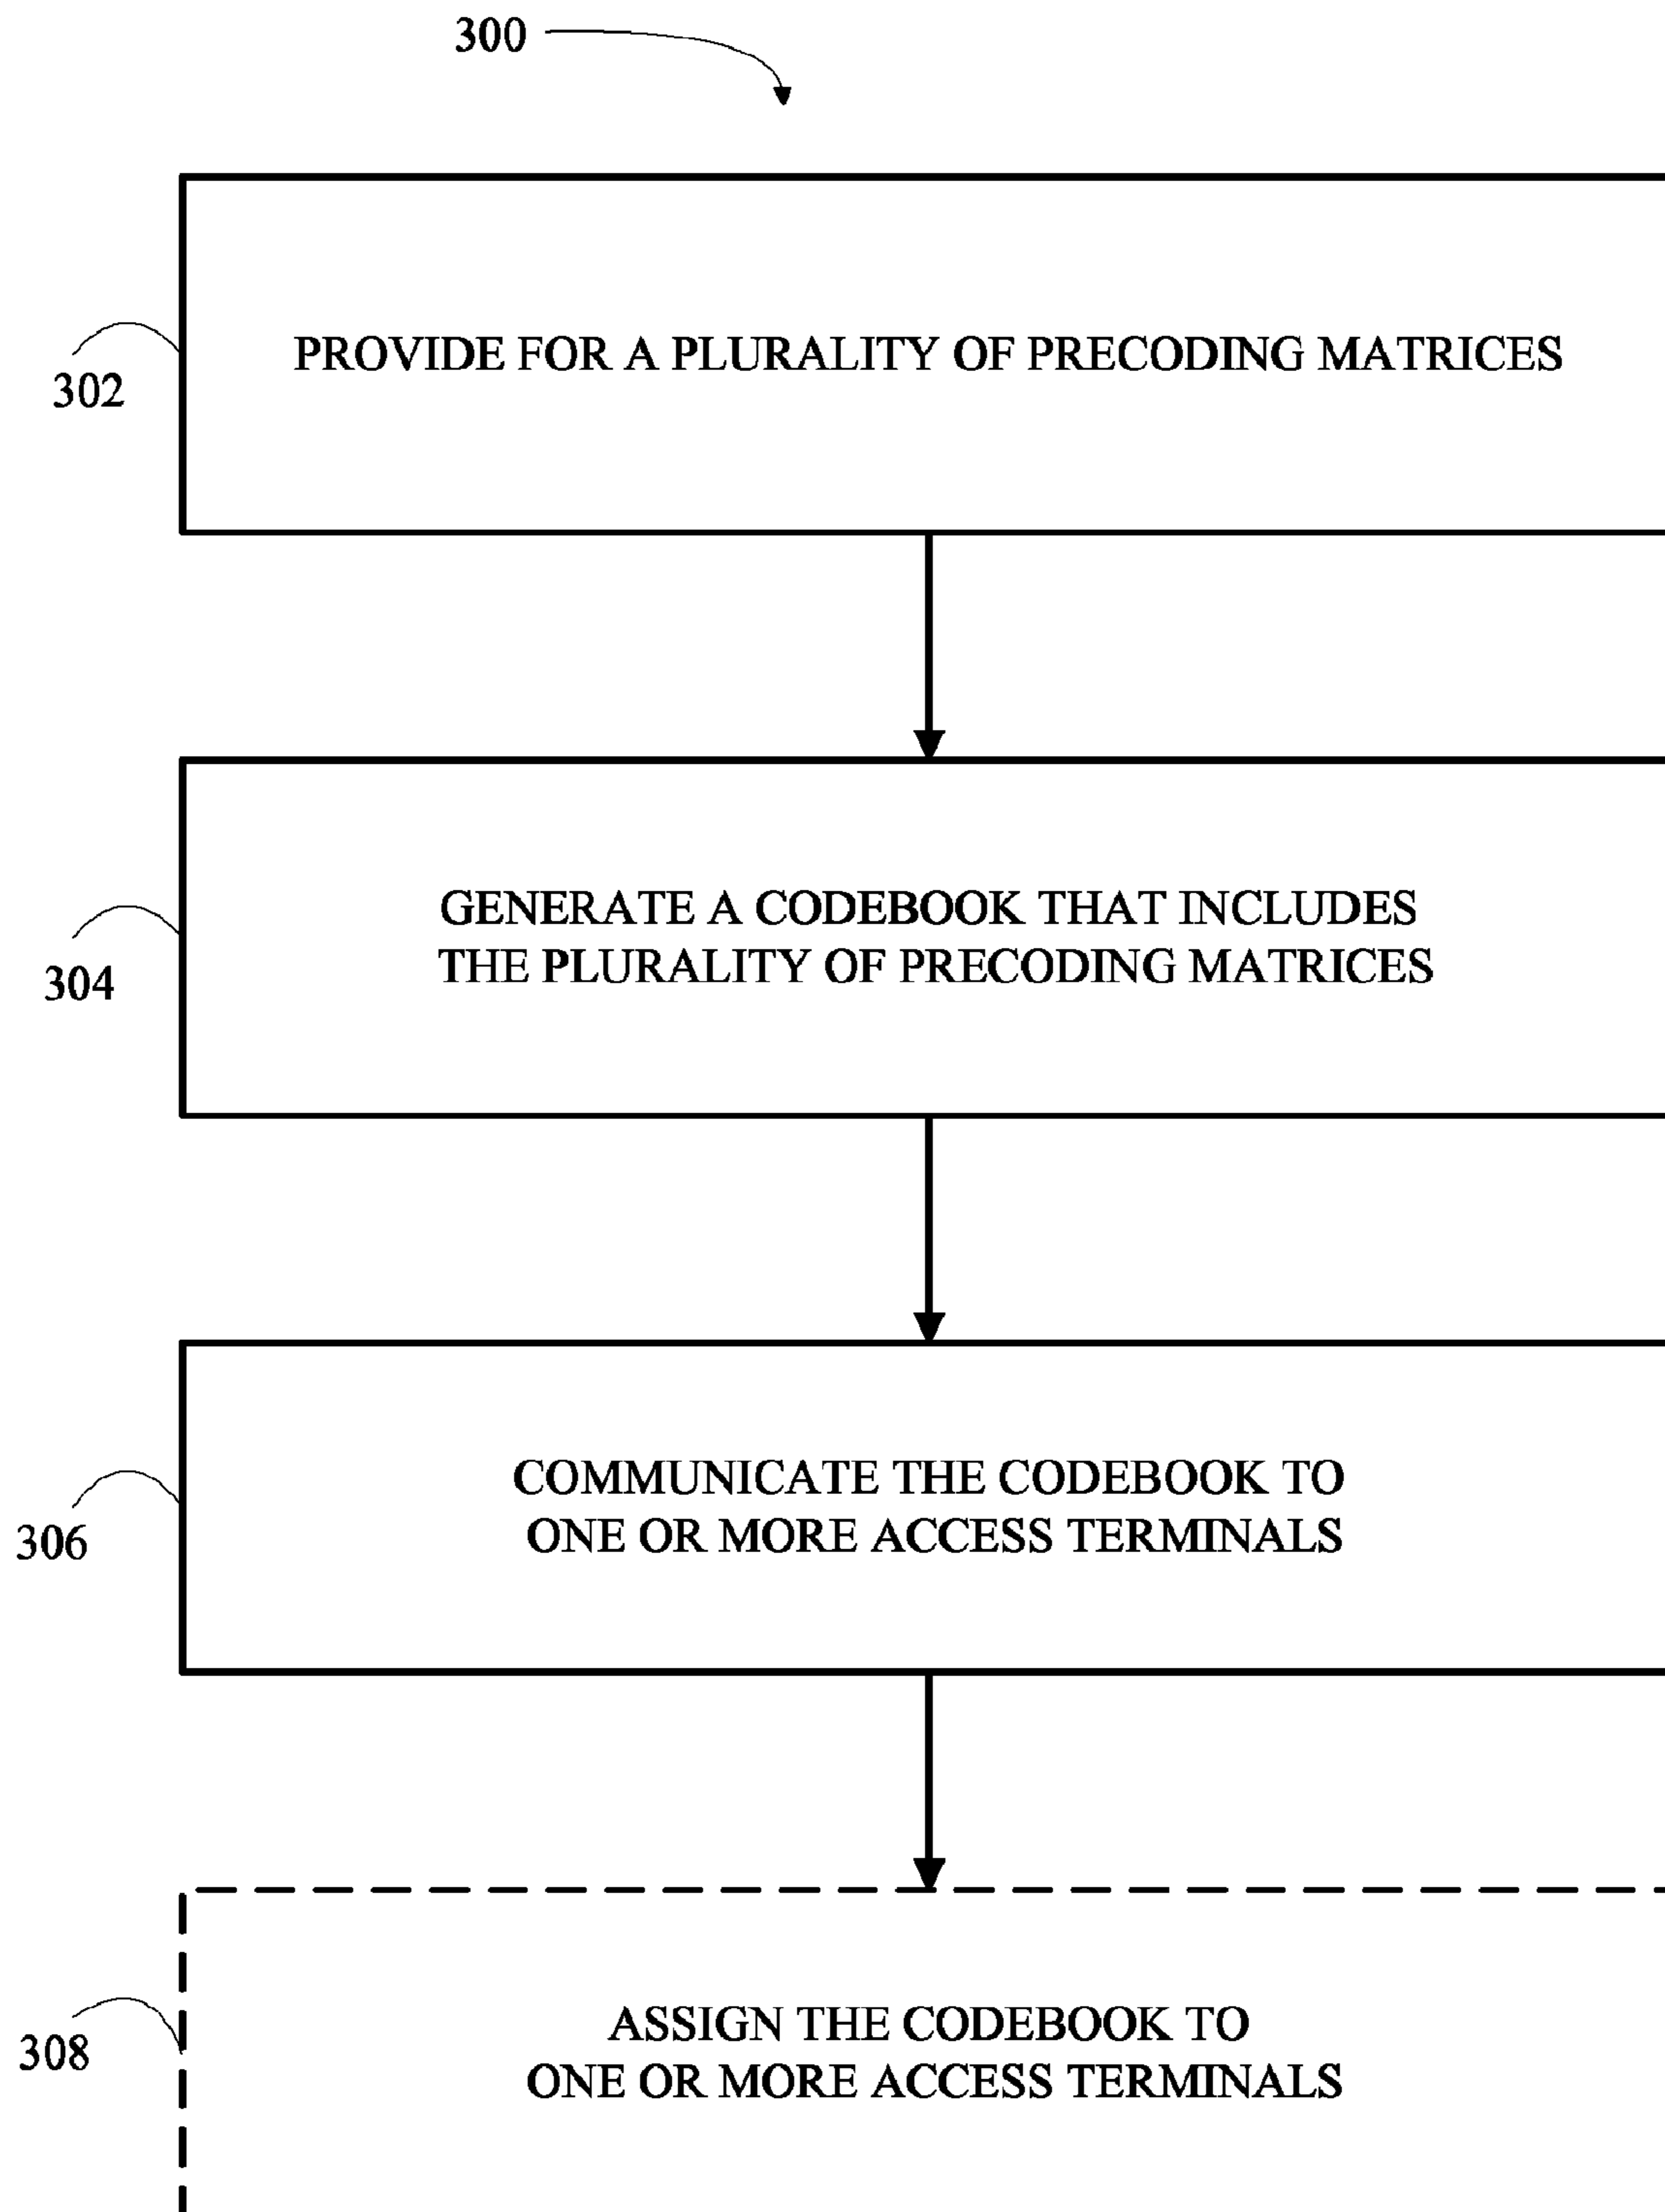 300
PROVIDE FOR A PLURALITY OF PRECODING MATRICES
302
GENERATE A CODEBOOK THAT INCLUDES
THE PLURALITY OF PRECODING MATRICES
304
COMMUNICATE THE CODEBOOK TO
ONE OR MORE ACCESS TERMINALS
306
ASSIGN THE CODEBOOK TO
ONE OR MORE ACCESS TERMINALS
308